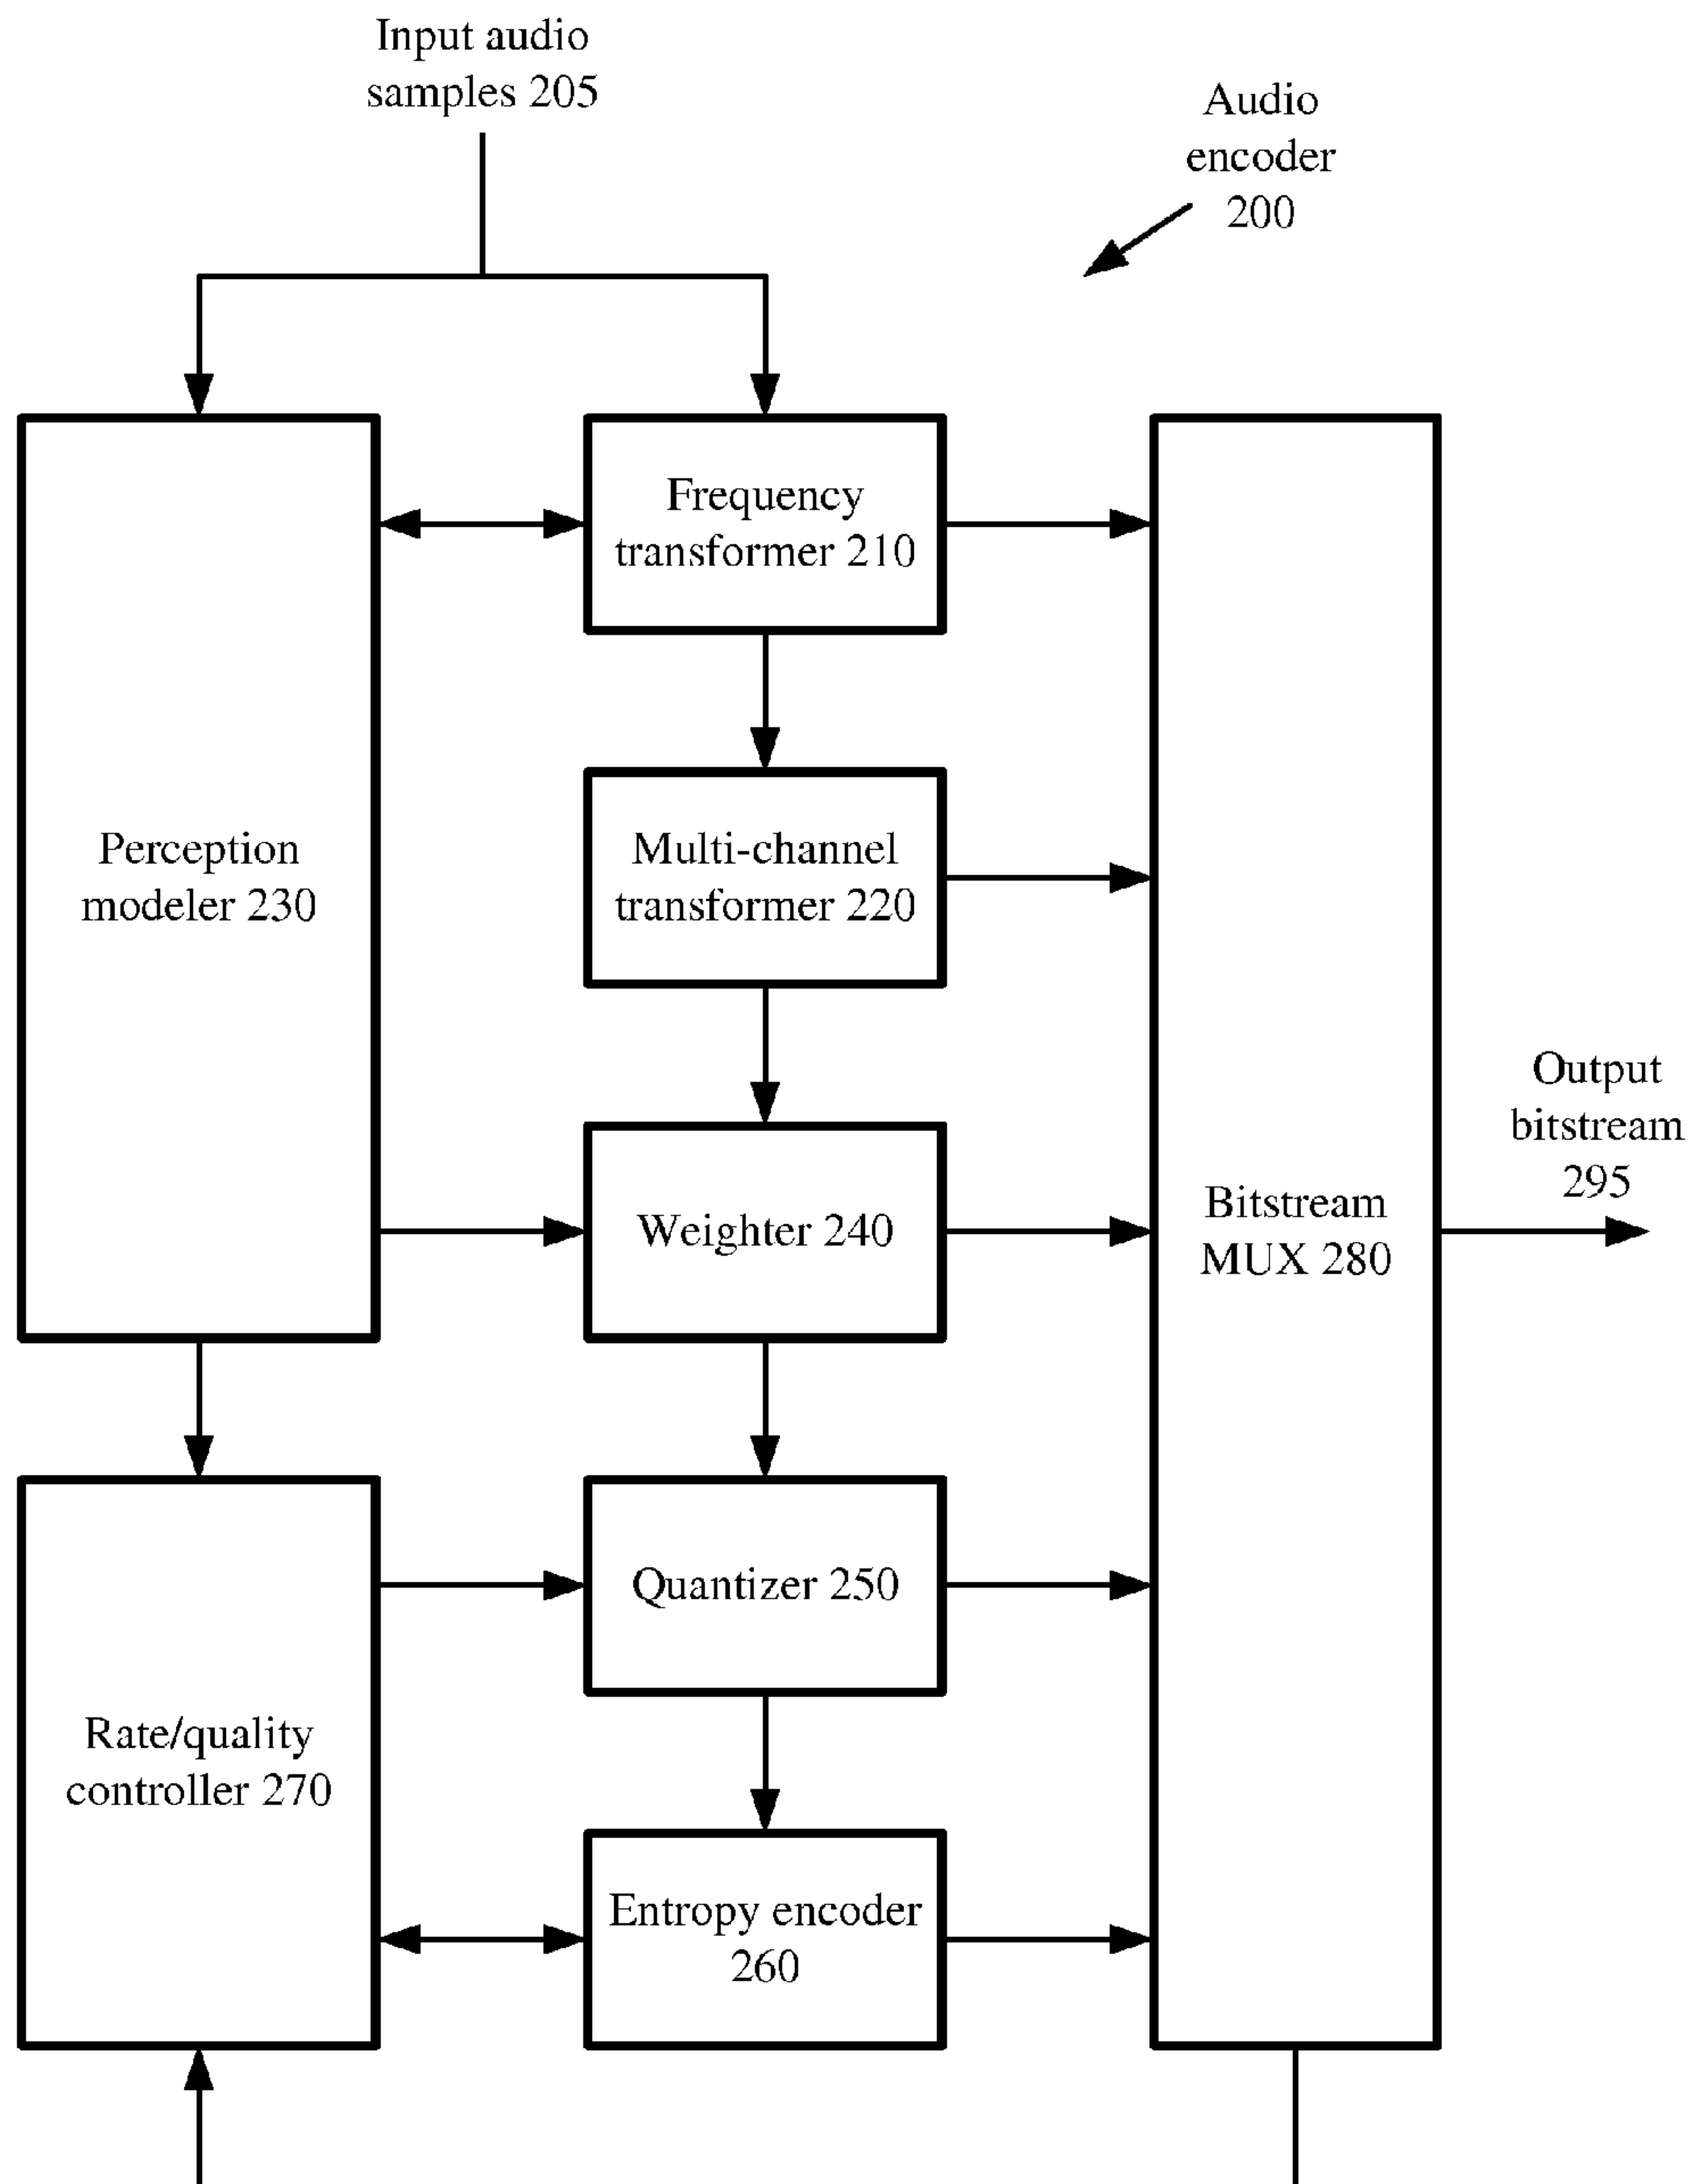 Input audio
samples 205
Audio
encoder
200
Frequency
transformer 210
Perception
modeler 230
Multi-channel
transformer 220
Output
bitstream
295
Weighter 240
Bitstream
MUX 280
Quantizer 250
Rate/quality
controller 270
Entropy encoder
260